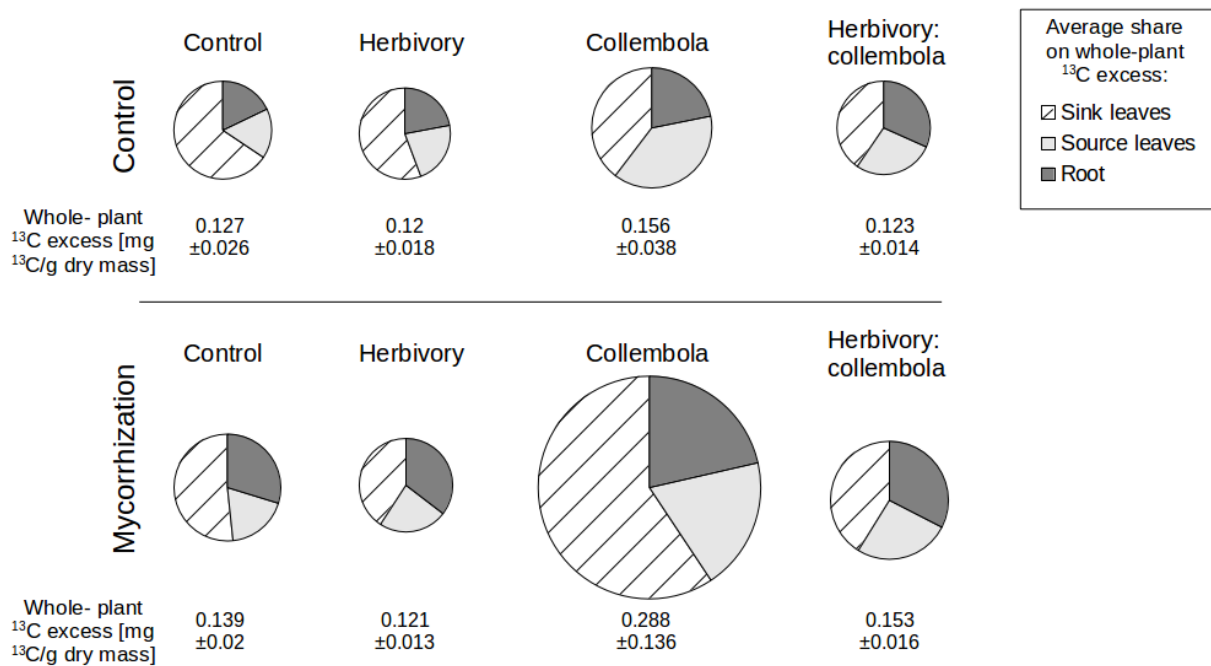 Control
Herbivory
Collembola
Herbivory:
collembola
Control
Whole- plant
¹³C excess [mg
¹³C/g dry mass]
0.127
±0.026
0.12
±0.018
0.156
±0.038
0.123
±0.014
Average share
on whole-plant
¹³C excess:
Sink leaves
Source leaves
Root
Control
Herbivory
Collembola
Herbivory:
collembola
Mycorrhization
Whole- plant
¹³C excess [mg
¹³C/g dry mass]
0.139
±0.02
0.121
±0.013
0.288
±0.136
0.153
±0.016